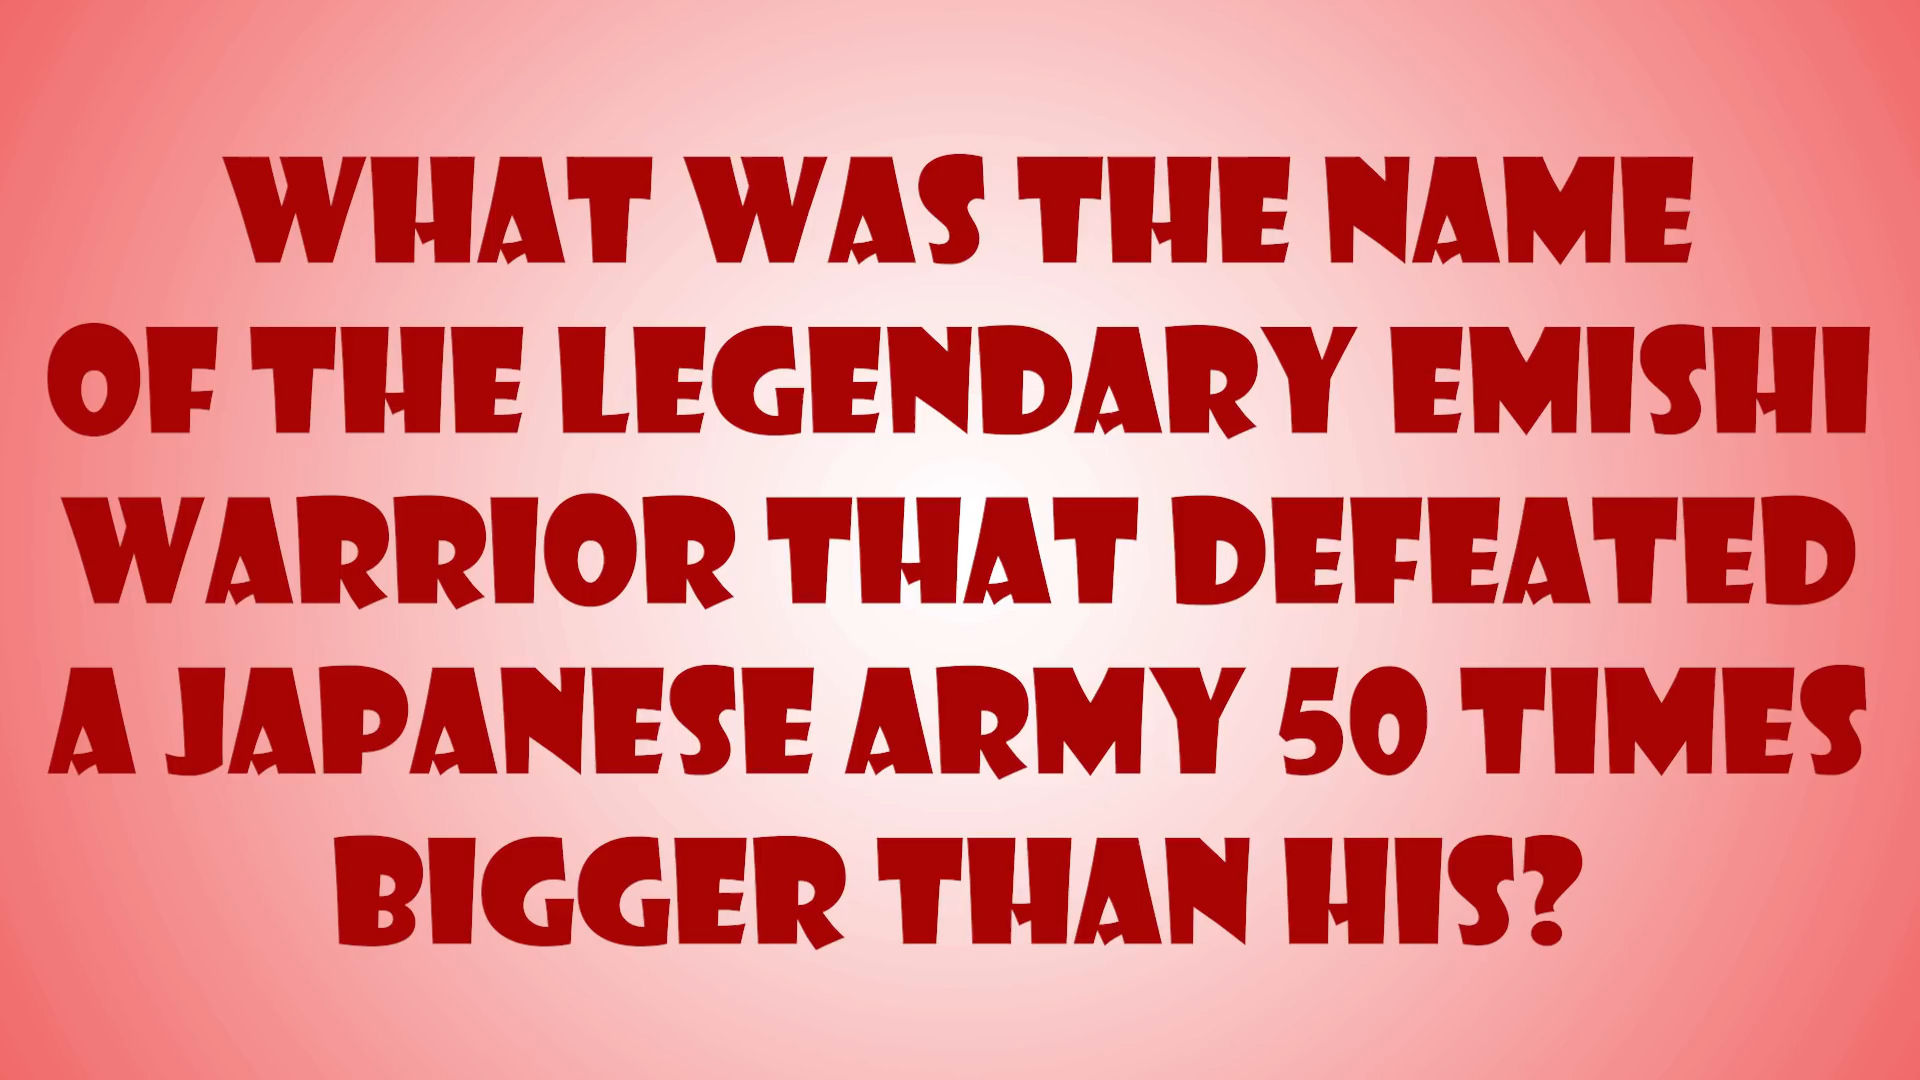 WHAT WAS THE NAME
OF THE LEGENDARY EMISHI
WARRIOR THAT DEFEATED
A JAPANESE ARMY 50 TIMES
BIGGER THAN HIS?